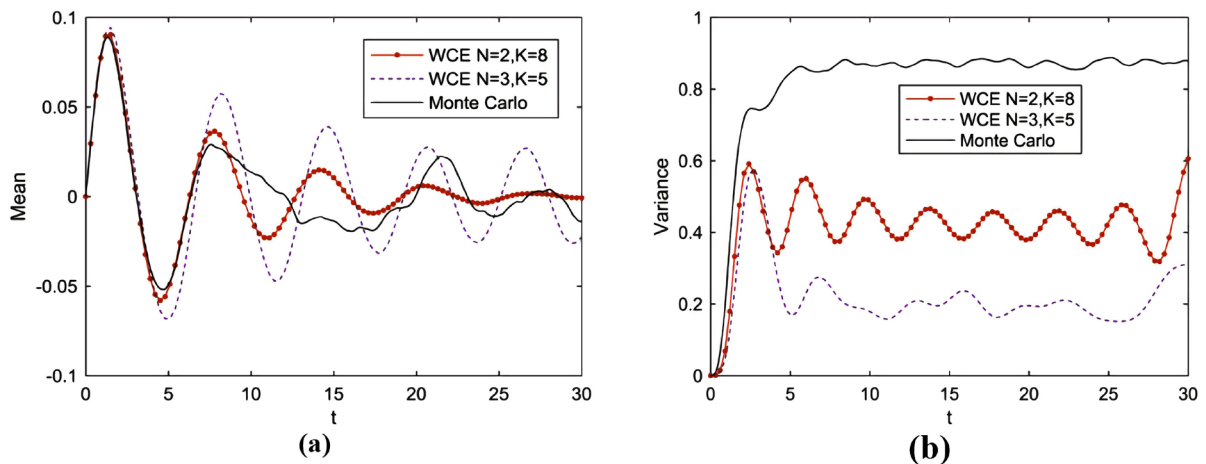 0.1
0.05
0
-0.05
-0.1
Mean
WCE N=2,K=8
WCE N=3,K=5
Monte Carlo
0 5 10 15 20 25 30
t
(a)
1
0.8
0.6
0.4
0.2
0
Variance
WCE N=2,K=8
WCE N=3,K=5
Monte Carlo
0 5 10 15 20 25 30
t
(b)